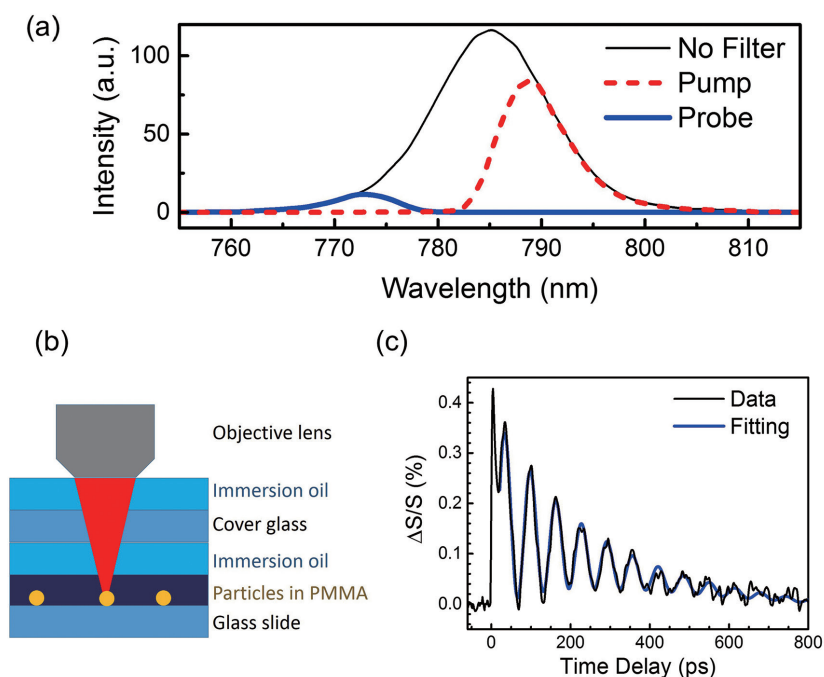 (a)
Intensity (a.u.)
100
50
0
No Filter
Pump
Probe
760 770 780 790 800 810
Wavelength (nm)
(b)
Objective lens
Immersion oil
Cover glass
Immersion oil
Particles in PMMA
Glass slide
(c)
ΔS/S (%)
0.4
0.3
0.2
0.1
0.0
Data
Fitting
0 200 400 600 800
Time Delay (ps)